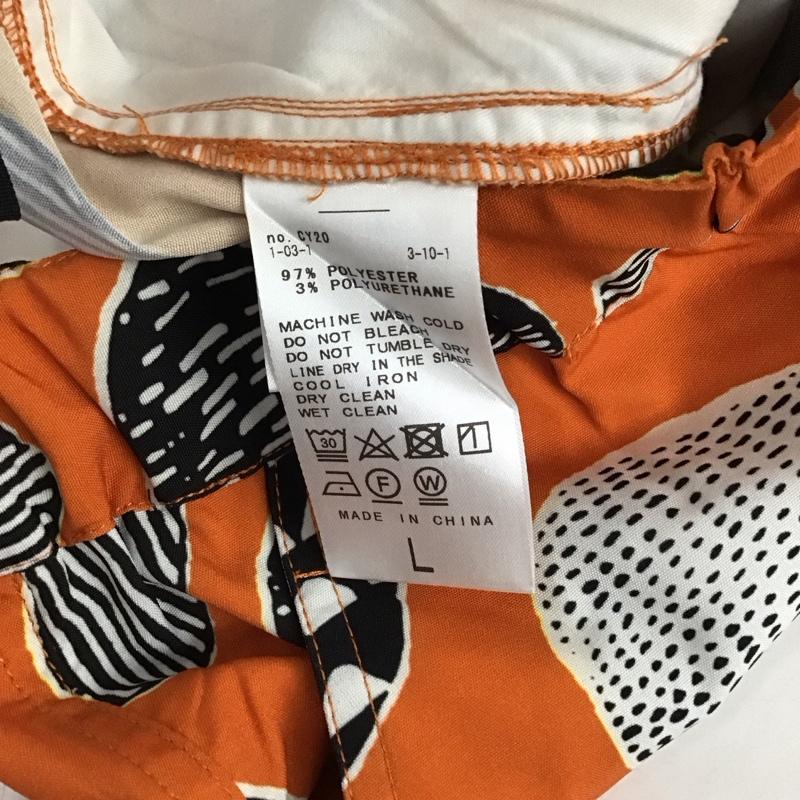 no. CY20
1-03-1 3-10-1
97% POLYESTER
3% POLYURETHANE
MACHINE WASH COLD
DO NOT BLEACH
DO NOT TUMBLE DRY
LINE DRY IN THE SHADE
COOL IRON
DRY CLEAN
WET CLEAN
30
F W
MADE IN CHINA
L